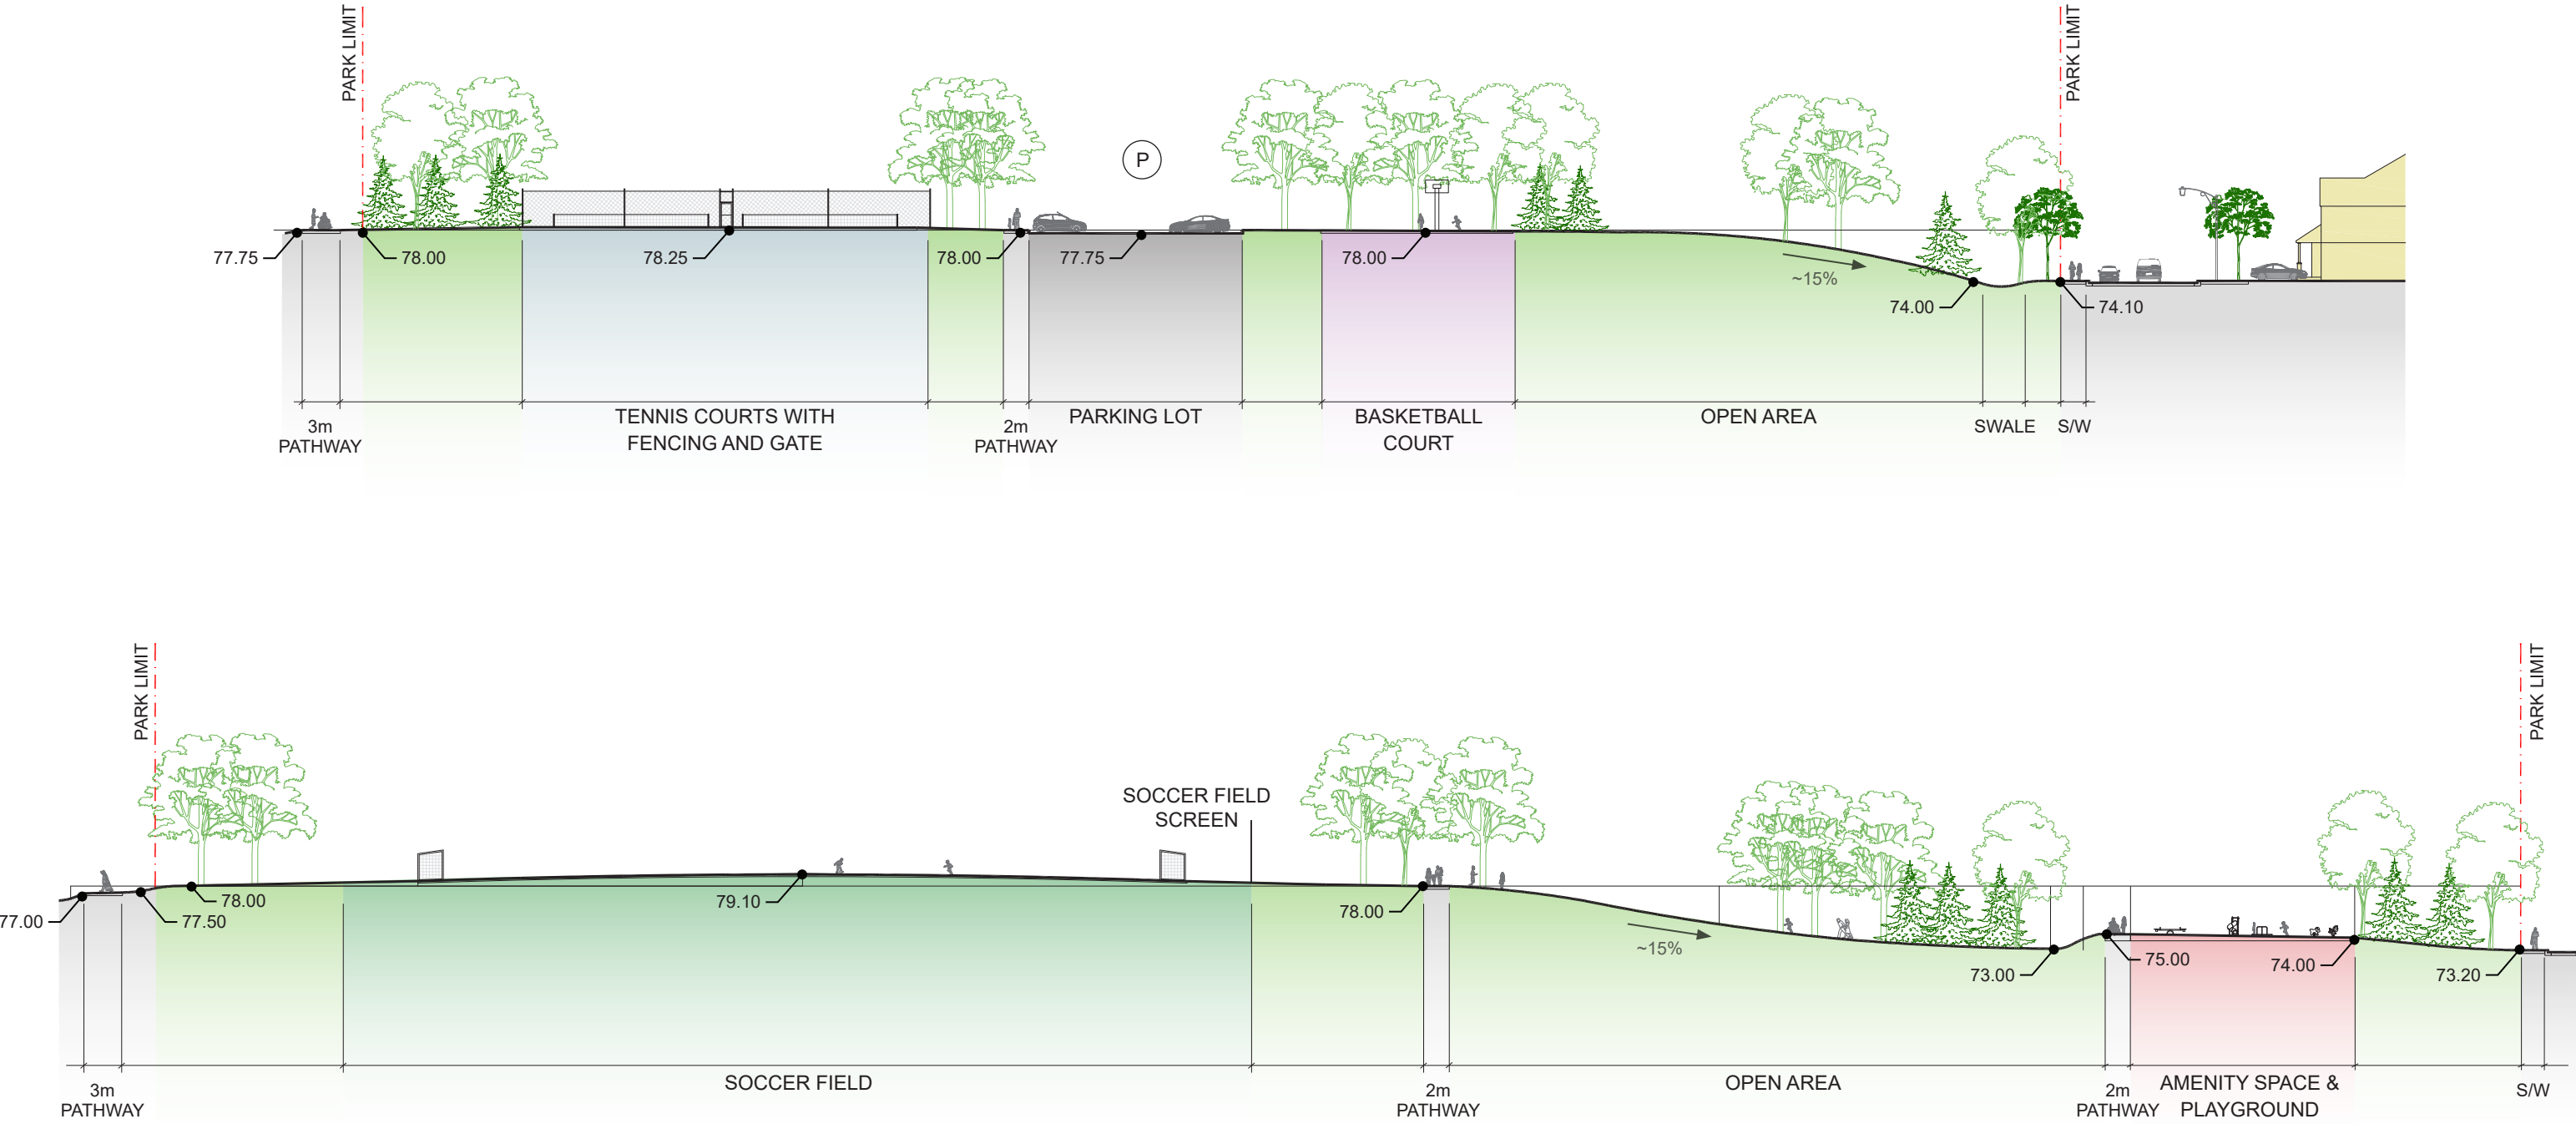 PARK LIMIT
PARK LIMIT
P
77.75
78.00
78.25
78.00
77.75
78.00
~15%
74.00
74.10
3m
PATHWAY
TENNIS COURTS WITH
FENCING AND GATE
2m
PATHWAY
PARKING LOT
BASKETBALL
COURT
OPEN AREA
SWALE
S/W
PARK LIMIT
PARK LIMIT
SOCCER FIELD
SCREEN
77.00
78.00
77.50
79.10
78.00
~15%
73.00
75.00
74.00
73.20
3m
PATHWAY
SOCCER FIELD
2m
PATHWAY
OPEN AREA
2m
PATHWAY
AMENITY SPACE &
PLAYGROUND
S/W